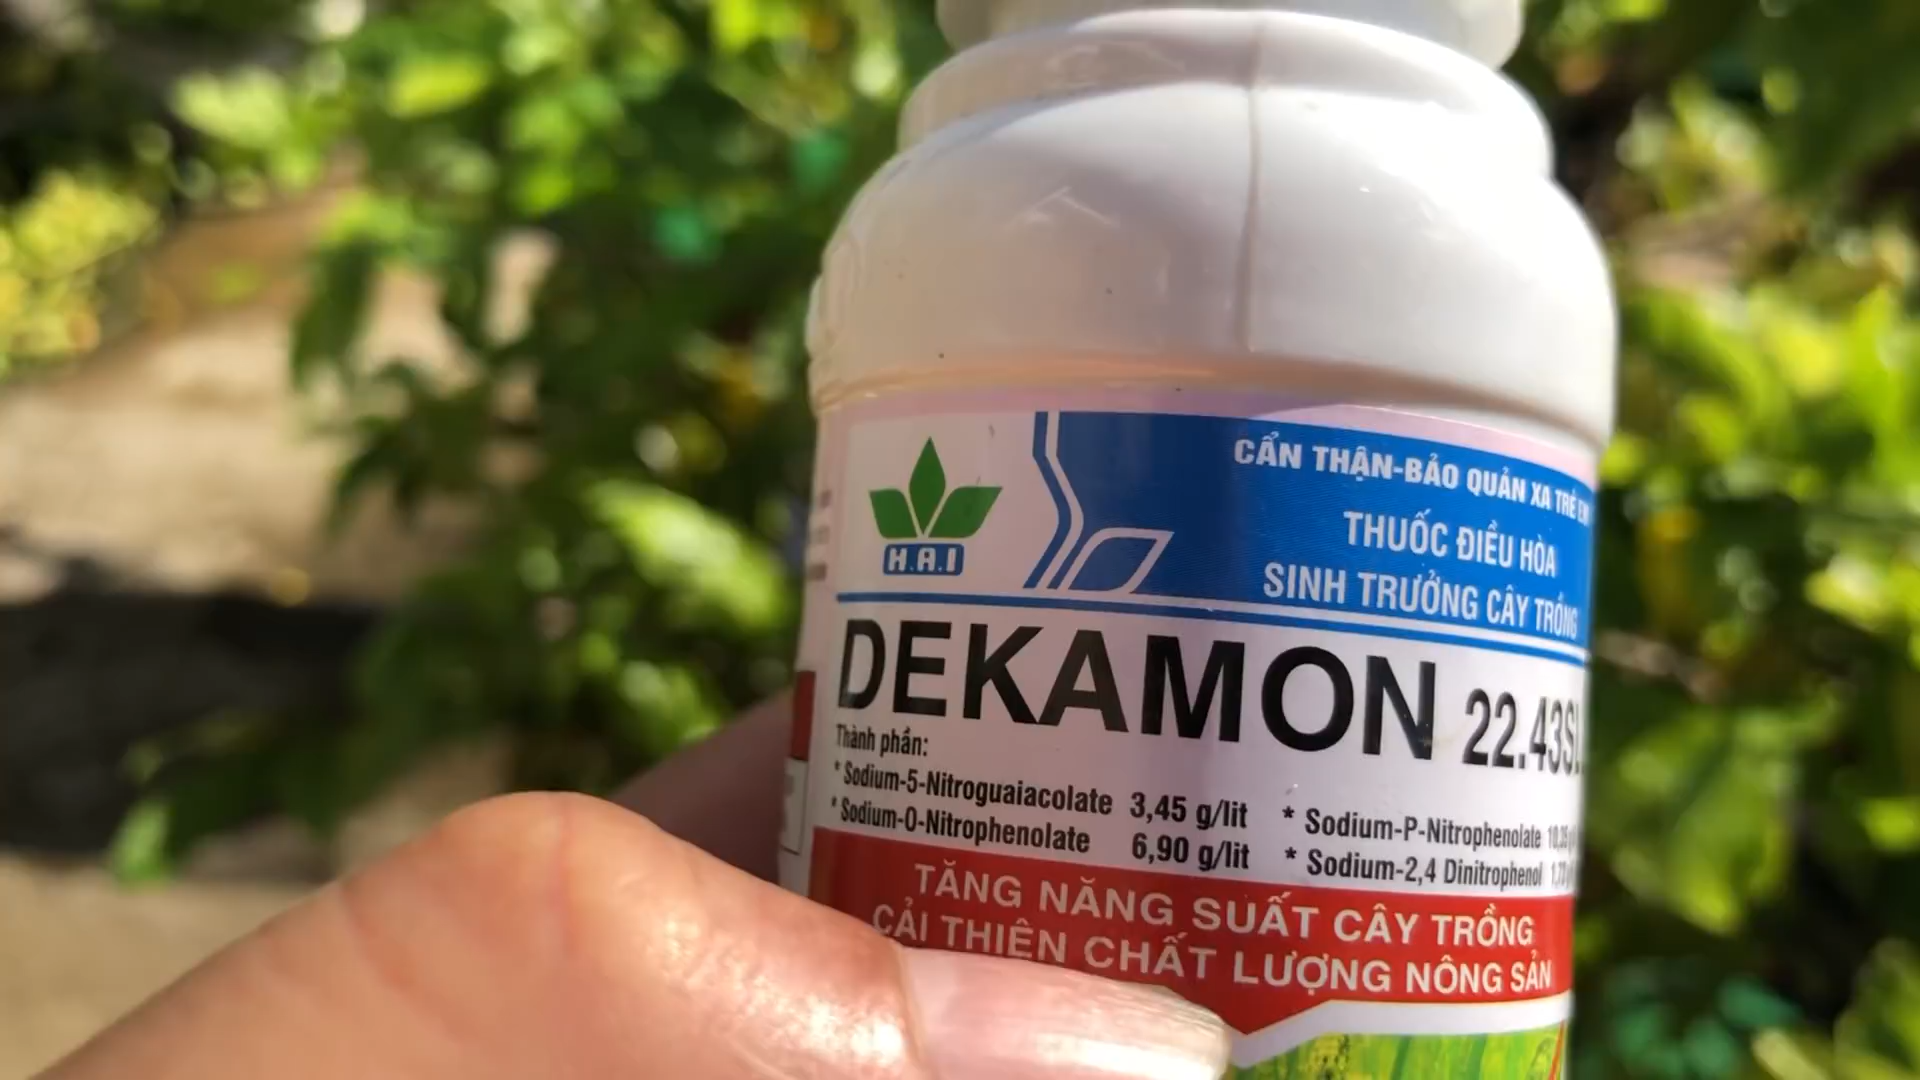 H.A.I
CẨN THẬN-BẢO QUẢN XA TRẺ EM
THUỐC ĐIỀU HÒA
SINH TRƯỞNG CÂY TRỒNG
DEKAMON 22.43SL
Thành phần:
* Sodium-5-Nitroguaiacolate 3,45 g/lit * Sodium-P-Nitrophenolate
* Sodium-O-Nitrophenolate 6,90 g/lit * Sodium-2,4 Dinitrophenol
TĂNG NĂNG SUẤT CÂY TRỒNG
CẢI THIỆN CHẤT LƯỢNG NÔNG SẢN